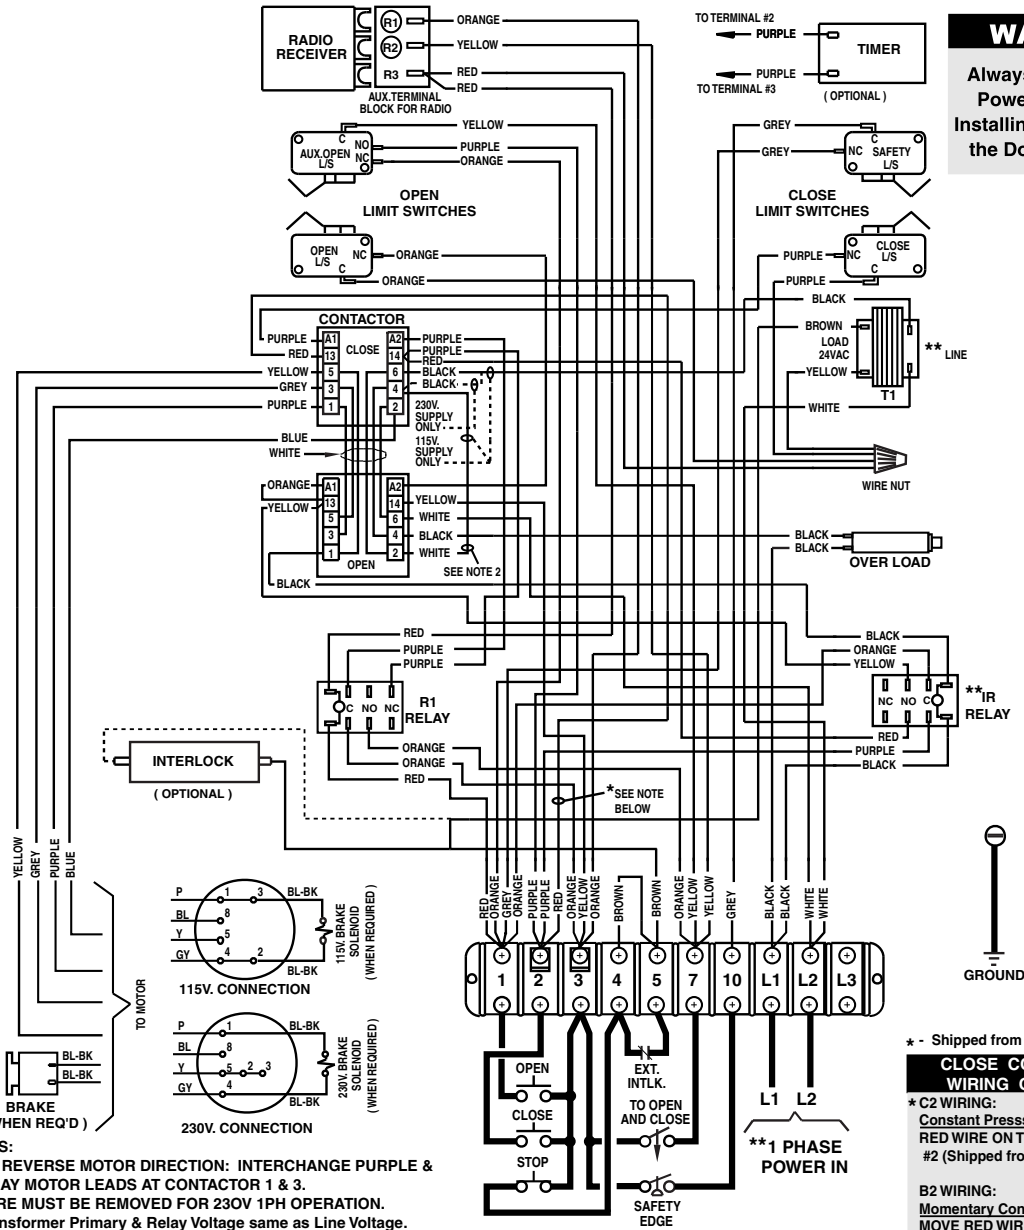 RADIO
RECEIVER
R1
R2
R3
ORANGE
YELLOW
RED
RED
AUX.TERMINAL
BLOCK FOR RADIO
TO TERMINAL #2
PURPLE
PURPLE
TO TERMINAL #3
TIMER
( OPTIONAL )
Always
Power
Installin
the Do
YELLOW
PURPLE
ORANGE
C
NO
NC
AUX.OPEN
L/S
OPEN
LIMIT SWITCHES
OPEN
L/S
NC
C
ORANGE
ORANGE
GREY
GREY
C
NC
SAFETY
L/S
CLOSE
LIMIT SWITCHES
PURPLE
NC
CLOSE
L/S
C
PURPLE
BLACK
BROWN
LOAD
24VAC
YELLOW
T1
** LINE
WHITE
WIRE NUT
CONTACTOR
PURPLE
RED
YELLOW
GREY
PURPLE
A1
13
5
3
1
CLOSE
A2
14
6
4
2
PURPLE
PURPLE
RED
BLACK
BLACK
230V.
SUPPLY
ONLY
115V.
SUPPLY
ONLY
BLUE
WHITE
ORANGE
YELLOW
A1
13
5
3
1
OPEN
A2
14
6
4
2
YELLOW
WHITE
BLACK
WHITE
SEE NOTE 2
BLACK
BLACK
BLACK
OVER LOAD
RED
PURPLE
PURPLE
C NO NC
R1
RELAY
ORANGE
ORANGE
RED
BLACK
ORANGE
YELLOW
NC NO C
**IR
RELAY
RED
PURPLE
BLACK
INTERLOCK
( OPTIONAL )
*SEE NOTE
BELOW
YELLOW
GREY
PURPLE
BLUE
RED
ORANGE
GREY
ORANGE
PURPLE
PURPLE
RED
ORANGE
YELLOW
ORANGE
BROWN
BROWN
ORANGE
YELLOW
YELLOW
GREY
BLACK
BLACK
WHITE
WHITE
1 2 3 4 5 7 10 L1 L2 L3
GROUND
P
BL
Y
GY
1
3
8
5
4
2
BL-BK
BL-BK
115V. BRAKE
SOLENOID
(WHEN REQUIRED )
115V. CONNECTION
P
BL
Y
GY
1
8
5
2
3
4
BL-BK
BL-BK
230V. BRAKE
SOLENOID
(WHEN REQUIRED)
230V. CONNECTION
TO MOTOR
BL-BK
BL-BK
BRAKE
HEN REQ'D )
OPEN
CLOSE
STOP
EXT.
INTLK.
TO OPEN
AND CLOSE
SAFETY
EDGE
L1 L2
**1 PHASE
POWER IN
S:
REVERSE MOTOR DIRECTION: INTERCHANGE PURPLE &
AY MOTOR LEADS AT CONTACTOR 1 & 3.
RE MUST BE REMOVED FOR 23OV 1PH OPERATION.
nsformer Primary & Relay Voltage same as Line Voltage.
* - Shipped from
CLOSE CO
WIRING
* C2 WIRING:
Constant Press
RED WIRE ON T
#2 (Shipped fro
B2 WIRING:
Momentary Con
MOVE RED WIR